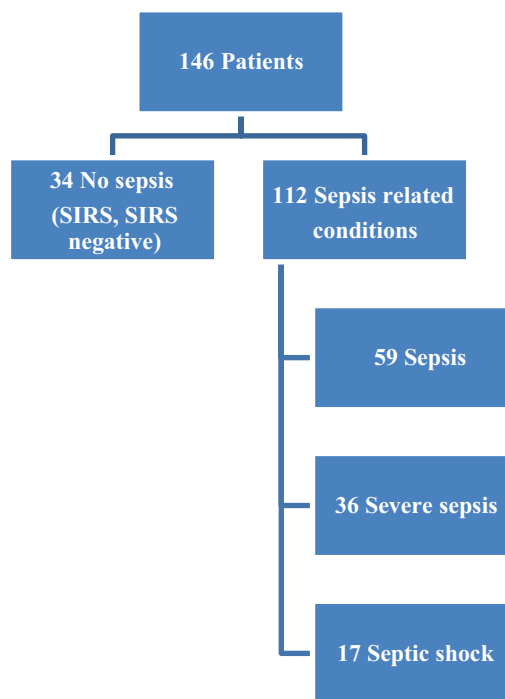 146 Patients
34 No sepsis
(SIRS, SIRS
negative)
112 Sepsis related
conditions
59 Sepsis
36 Severe sepsis
17 Septic shock